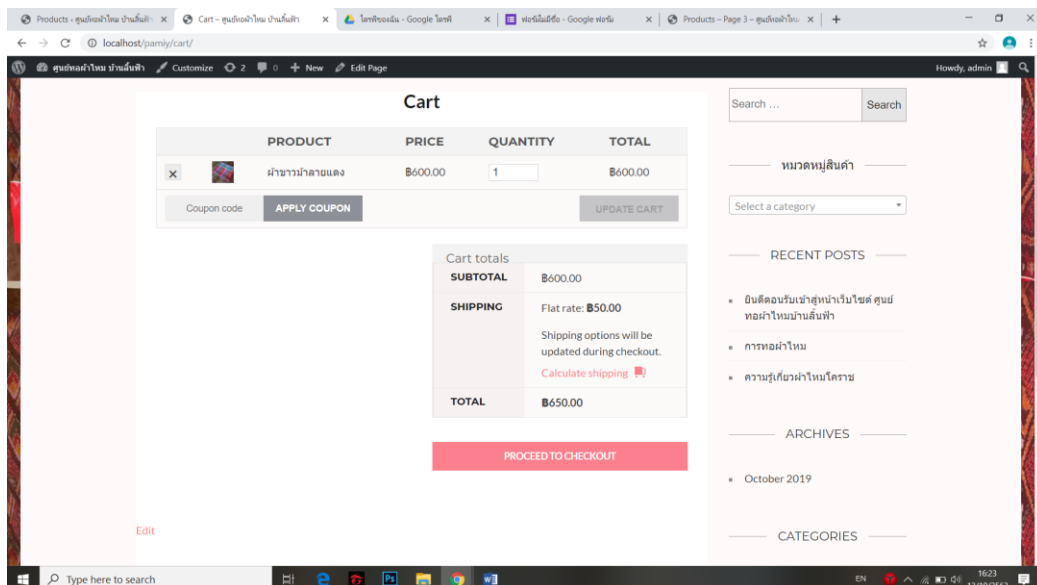 Products - ศูนย์ทอผ้าไหม บ้านลื้นฟ้า
Cart – ศูนย์ทอผ้าไหม บ้านลื้นฟ้า
ไดรฟ์ของฉัน - Google ไดรฟ์
ฟอร์มไม่มีชื่อ - Google ฟอร์ม
Products – Page 3 – ศูนย์ทอผ้าไหม
localhost/pamiy/cart/
ศูนย์ทอผ้าไหม บ้านลื้นฟ้า Customize 2 0 New Edit Page Howdy, admin
Cart
PRODUCT PRICE QUANTITY TOTAL
× ผ้าขาวม้าลายแดง ฿600.00 1 ฿600.00
Coupon code APPLY COUPON UPDATE CART
Cart totals
SUBTOTAL ฿600.00
SHIPPING Flat rate: ฿50.00
Shipping options will be
updated during checkout.
Calculate shipping
TOTAL ฿650.00
PROCEED TO CHECKOUT
Edit
Search … Search
หมวดหมู่สินค้า
Select a category
RECENT POSTS
ยินดีตอนรับเข้าสู่หน้าเว็บไซต์ ศูนย์
ทอผ้าไหมบ้านลื้นฟ้า
การทอผ้าไหม
ความรู้เกี่ยวผ้าไหมโคราช
ARCHIVES
October 2019
CATEGORIES
Type here to search EN 16:23